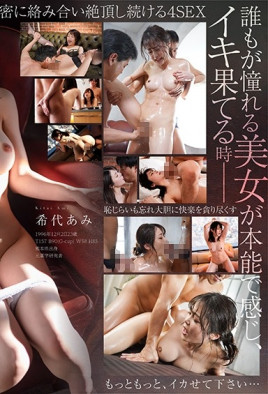 誰もが憧れる美女が本能で感じ、
イキ果てる時――
恥じらいも忘れ大胆に快楽を貪り尽くす
密に絡み合い絶頂し続ける4SEX
希代あみ
もっともっと、イカせて下さい…